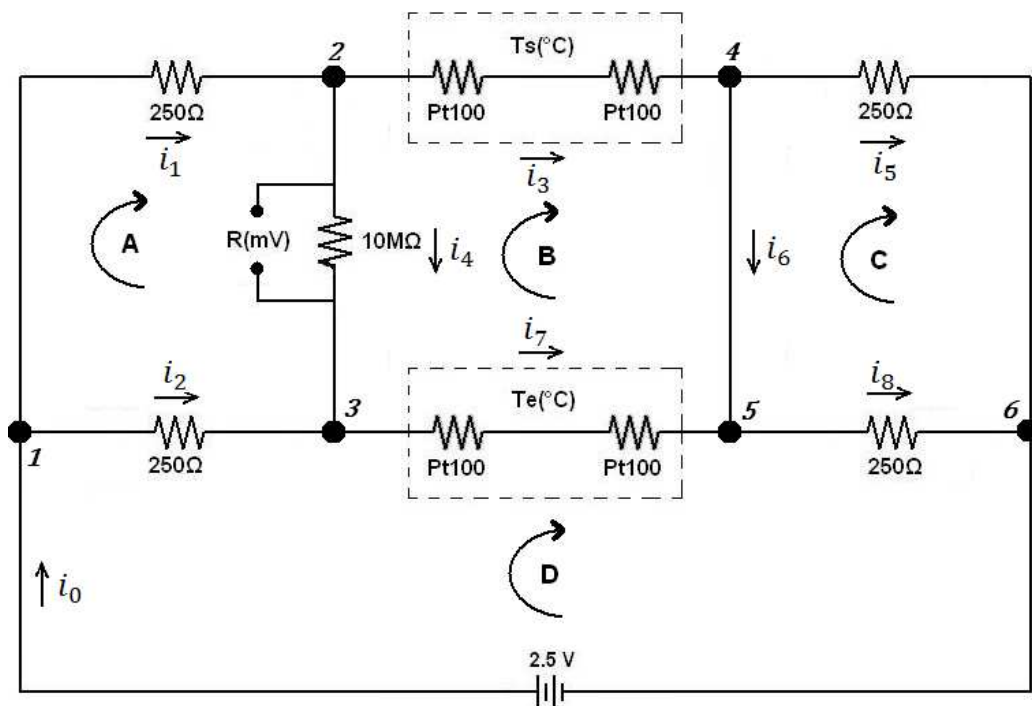 2
Ts(°C)
4
250Ω
Pt100
Pt100
250Ω
i₁
i₃
i₅
A
R(mV)
10MΩ
i₄
B
i₆
C
i₇
i₂
3
Te(°C)
5
i₈
6
1
250Ω
Pt100
Pt100
250Ω
i₀
D
2.5 V